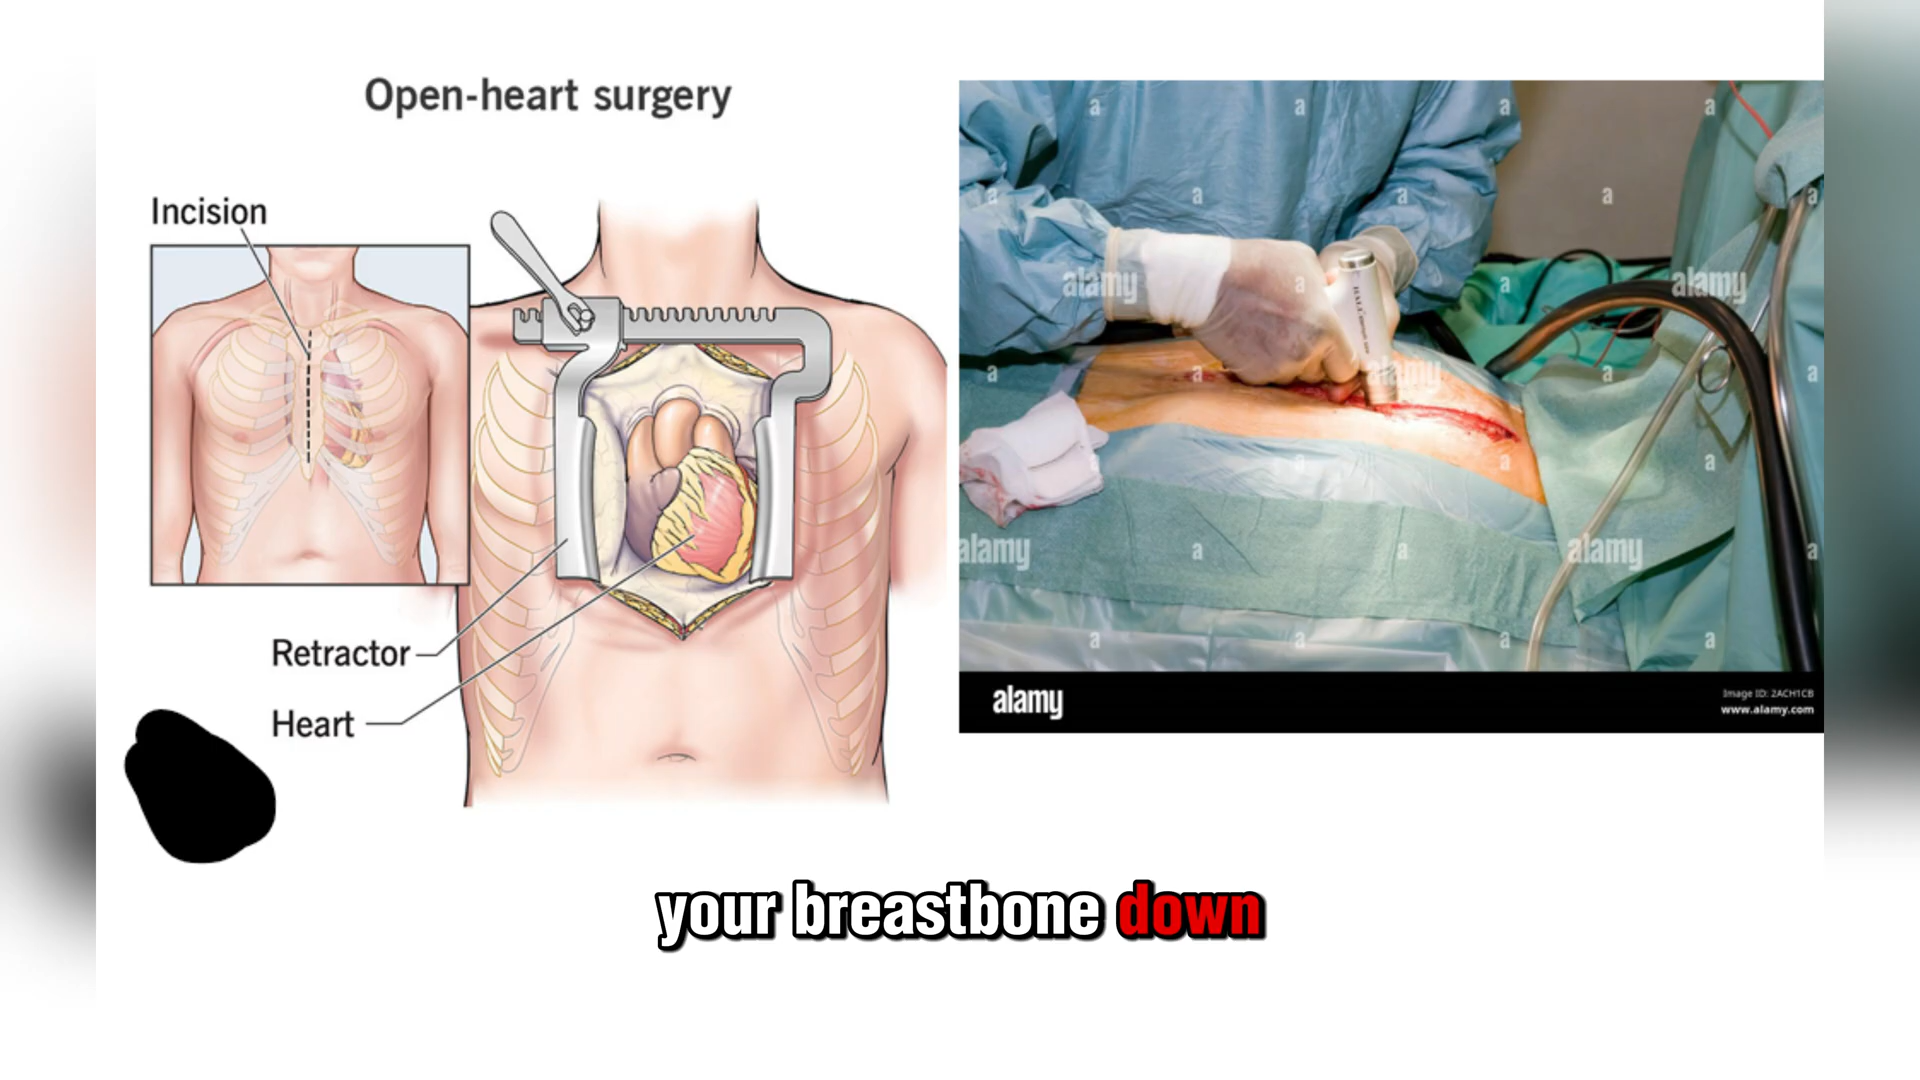 Open-heart surgery
Incision
Retractor
Heart
a a a a
a a a a a
alamy a a alamy
a a alamy a a
a a a
alamy a a alamy a
a a a a
alamy
Image ID: 2ACH1CB
www.alamy.com
your breastbone down